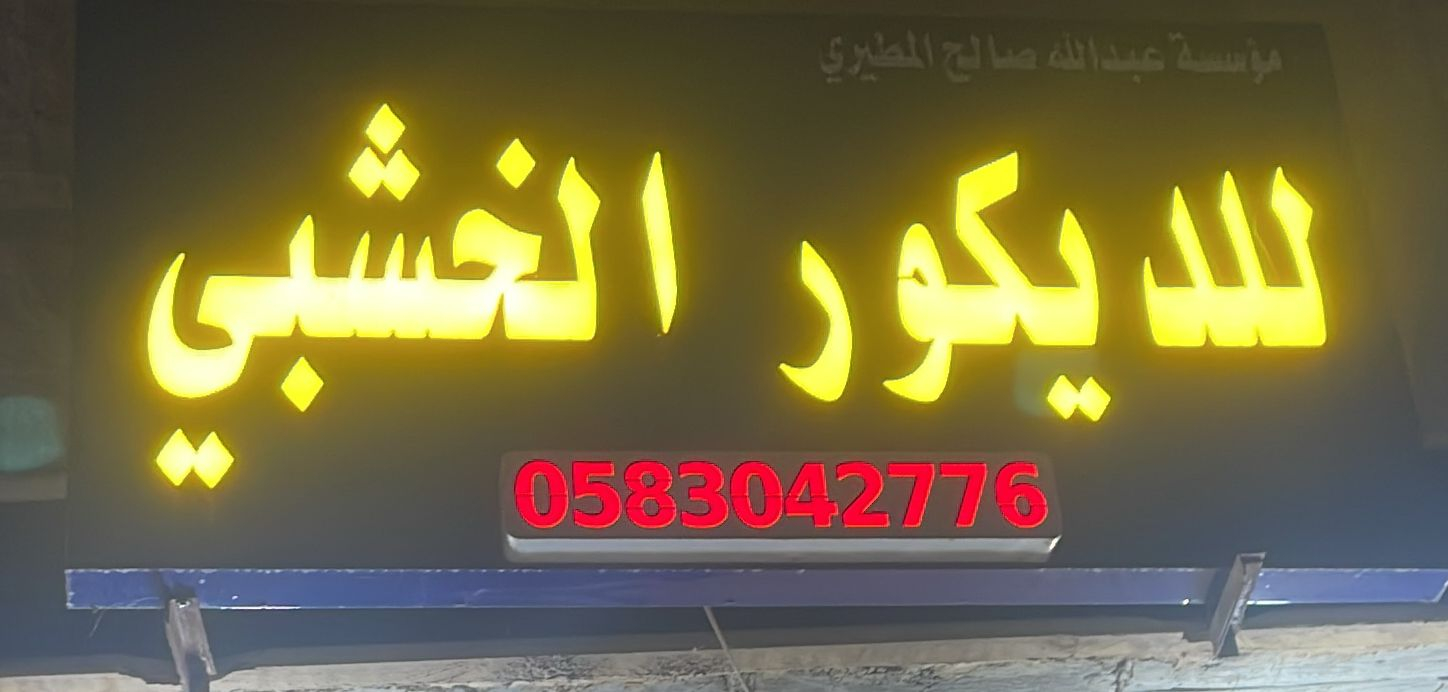 مؤسسة عبدالله صالح المطيري
للديكور الخشبي
0583042776